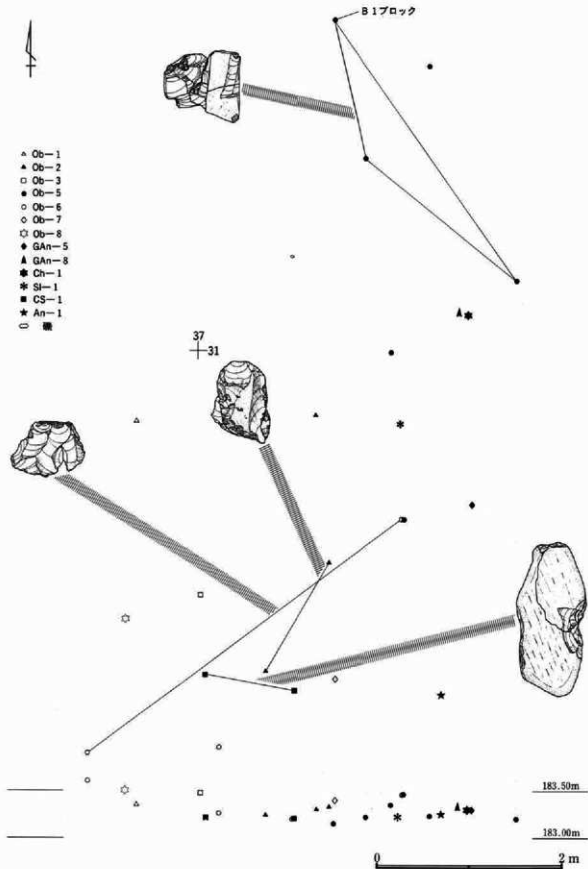 B1ブロック
Ob―1
Ob―2
Ob―3
Ob―5
Ob―6
Ob―7
Ob―8
GAn―5
GAn―8
Ch―1
Sl―1
CS―1
An―1
礫
37
31
183.50m
183.00m
0
2 m